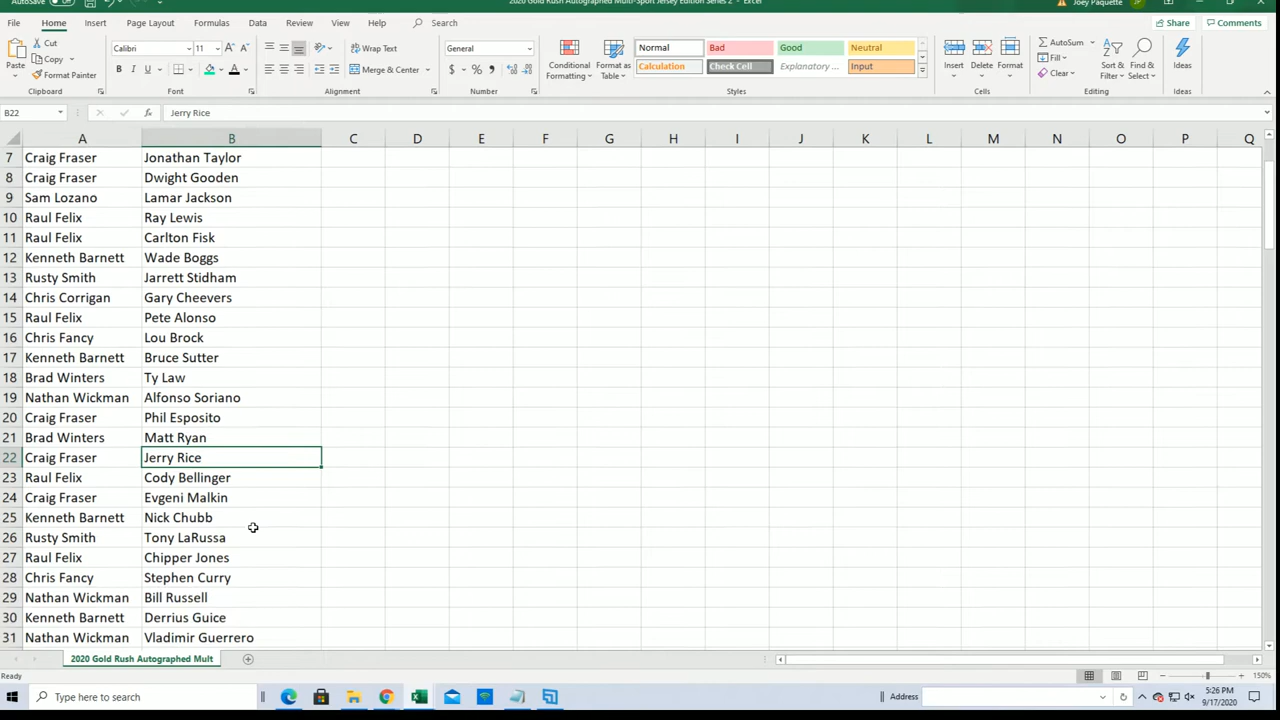 AutoSave
2020 Gold Rush Autographed Multi-Sport Jersey Edition Series 2 - Excel
Joey Paquette
File Home Insert Page Layout Formulas Data Review View Help Search Share Comments
Paste Cut Copy Format Painter Clipboard
Calibri 11 B I U A Font
Wrap Text Merge & Center Alignment
General $ % Number
Conditional Formatting Format as Table
Normal Bad Good Neutral
Calculation Check Cell Explanatory ... Input
Styles
Insert Delete Format Cells
AutoSum Fill Clear Sort & Filter Find & Select Editing
Ideas Ideas
B22 fx Jerry Rice
A B C D E F G H I J K L M N O P Q
7 Craig Fraser Jonathan Taylor
8 Craig Fraser Dwight Gooden
9 Sam Lozano Lamar Jackson
10 Raul Felix Ray Lewis
11 Raul Felix Carlton Fisk
12 Kenneth Barnett Wade Boggs
13 Rusty Smith Jarrett Stidham
14 Chris Corrigan Gary Cheevers
15 Raul Felix Pete Alonso
16 Chris Fancy Lou Brock
17 Kenneth Barnett Bruce Sutter
18 Brad Winters Ty Law
19 Nathan Wickman Alfonso Soriano
20 Craig Fraser Phil Esposito
21 Brad Winters Matt Ryan
22 Craig Fraser Jerry Rice
23 Raul Felix Cody Bellinger
24 Craig Fraser Evgeni Malkin
25 Kenneth Barnett Nick Chubb
26 Rusty Smith Tony LaRussa
27 Raul Felix Chipper Jones
28 Chris Fancy Stephen Curry
29 Nathan Wickman Bill Russell
30 Kenneth Barnett Derrius Guice
31 Nathan Wickman Vladimir Guerrero
2020 Gold Rush Autographed Mult
Ready 150%
Type here to search Address 5:26 PM
9/17/2020